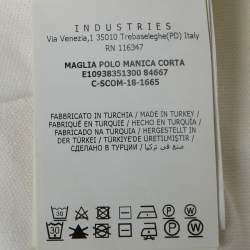 INDUSTRIES
Via Venezia,1 35010 Trebaseleghe(PD) Italy
RN 116347
MAGLIA POLO MANICA CORTA
E10938351300 84667
C-SCOM-18-1665
FABBRICATO IN TURCHIA / MADE IN TURKEY /
FABRIQUÉ EN TURQUIE / HECHO EN TURQUÍA /
FABRICADO NA TURQUIA / HERGESTELLT IN
DER TÜRKEI / TÜRKİYE'DE ÜRETİLMİŞTİR /
СДЕЛАНО В ТУРЦИИ / صنع في تركيا
30
P W
30
P W